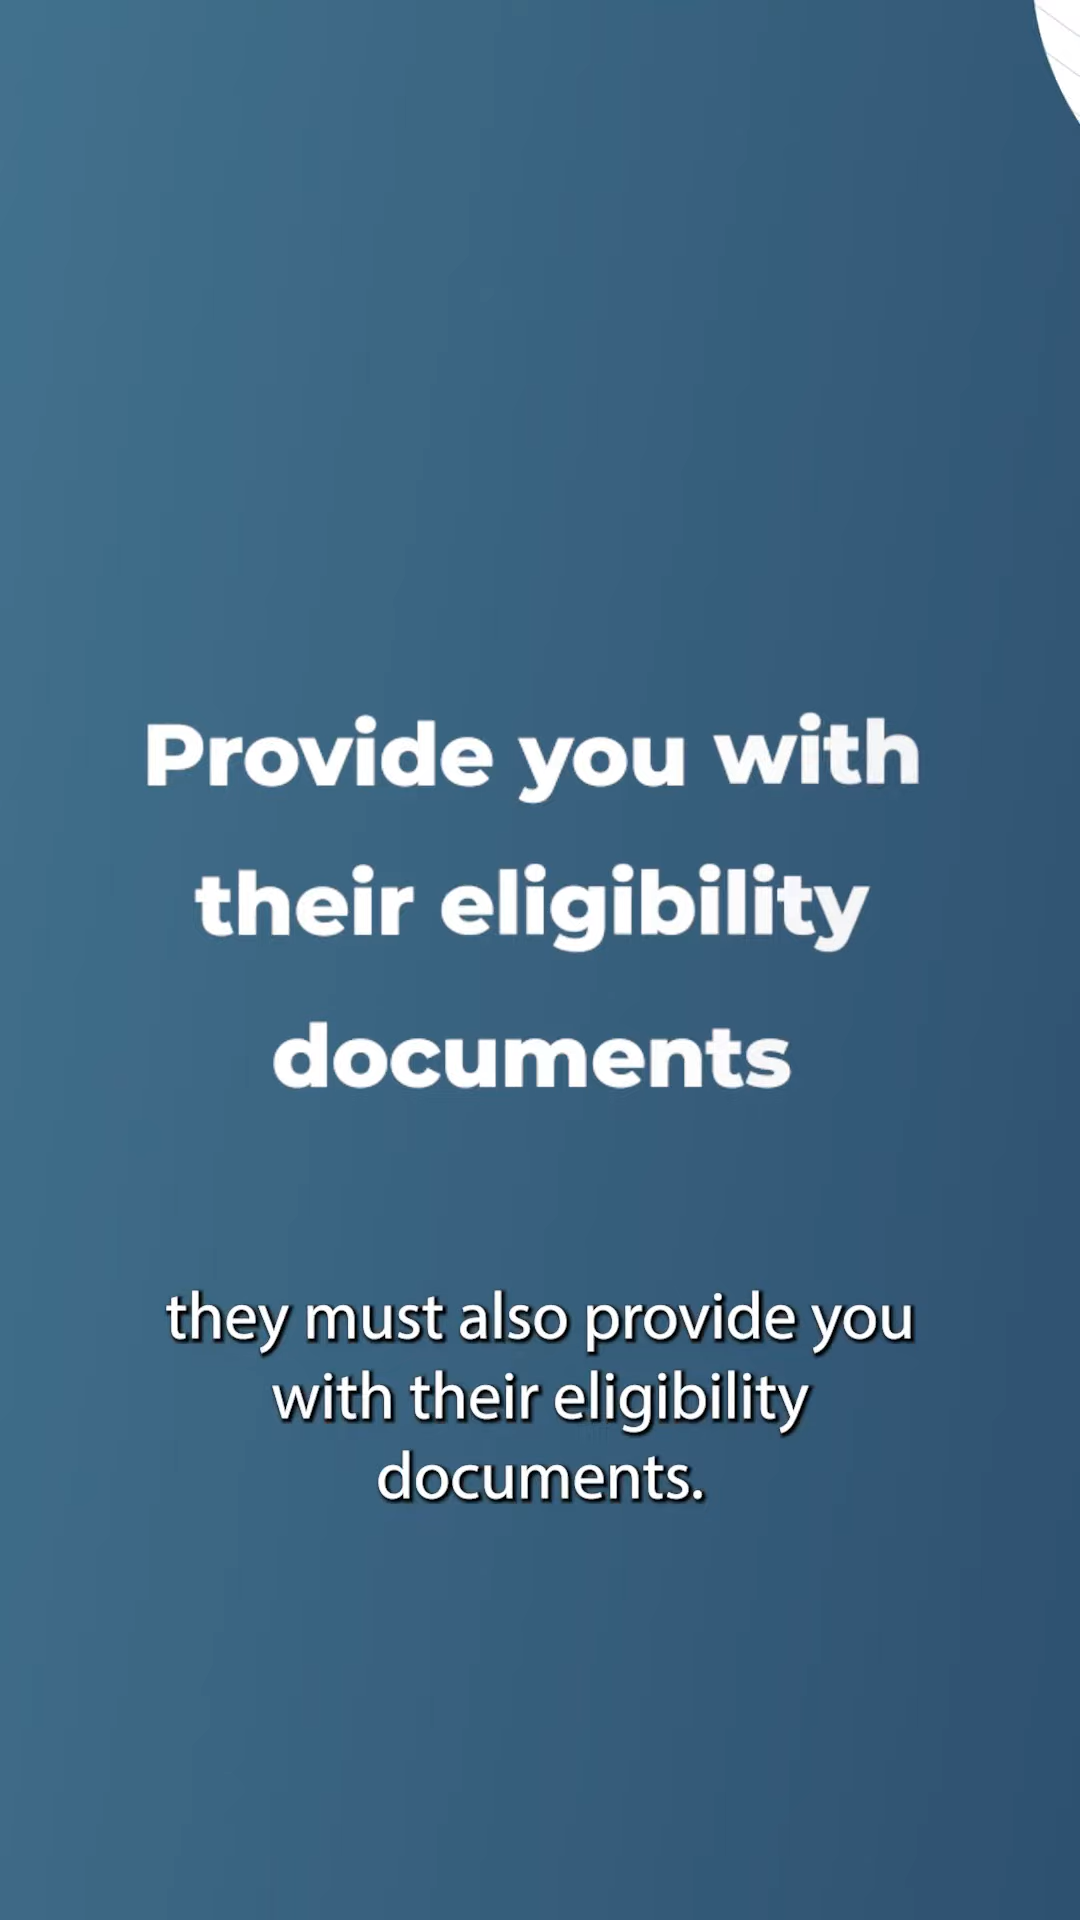 Provide you with
their eligibility
documents
they must also provide you
with their eligibility
documents.